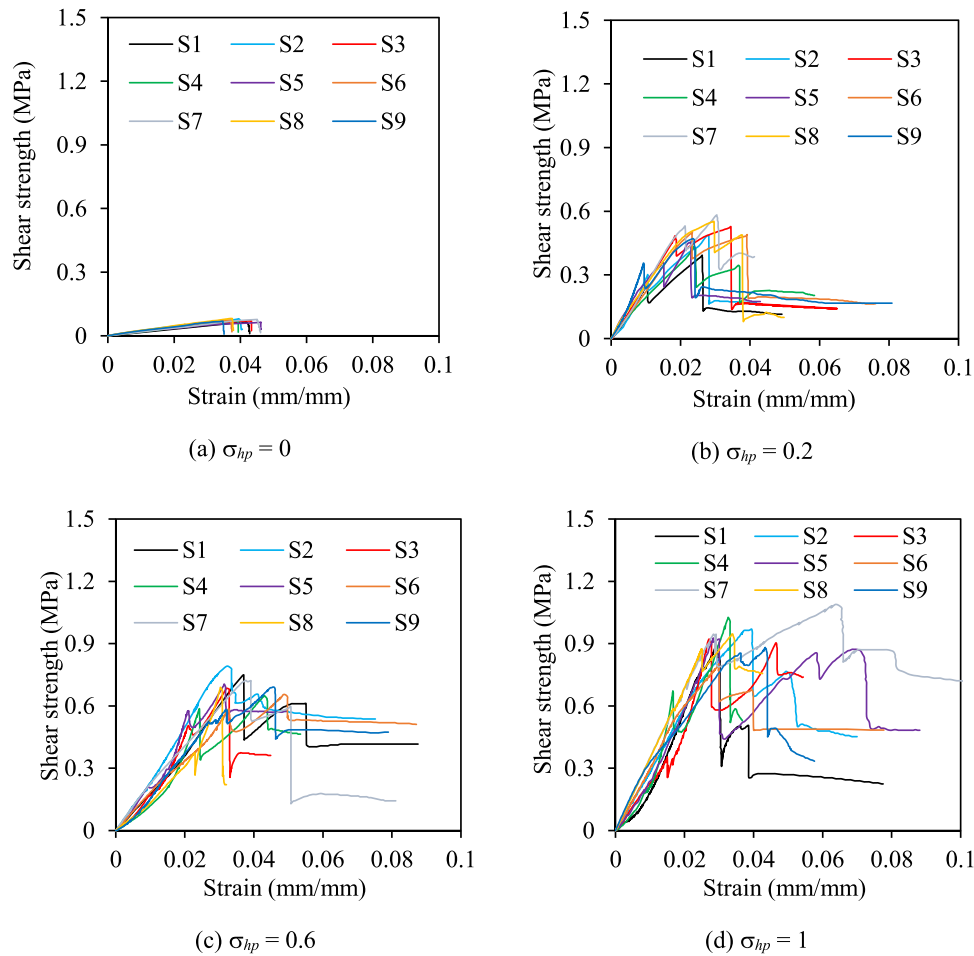 1.5
1.2
0.9
0.6
0.3
0
Shear strength (MPa)
S1 S2 S3
S4 S5 S6
S7 S8 S9
0 0.02 0.04 0.06 0.08 0.1
Strain (mm/mm)
(a) σhp = 0
1.5
1.2
0.9
0.6
0.3
0
Shear strength (MPa)
S1 S2 S3
S4 S5 S6
S7 S8 S9
0 0.02 0.04 0.06 0.08 0.1
Strain (mm/mm)
(b) σhp = 0.2
1.5
1.2
0.9
0.6
0.3
0
Shear strength (MPa)
S1 S2 S3
S4 S5 S6
S7 S8 S9
0 0.02 0.04 0.06 0.08 0.1
Strain (mm/mm)
(c) σhp = 0.6
1.5
1.2
0.9
0.6
0.3
0
Shear strength (MPa)
S1 S2 S3
S4 S5 S6
S7 S8 S9
0 0.02 0.04 0.06 0.08 0.1
Strain (mm/mm)
(d) σhp = 1